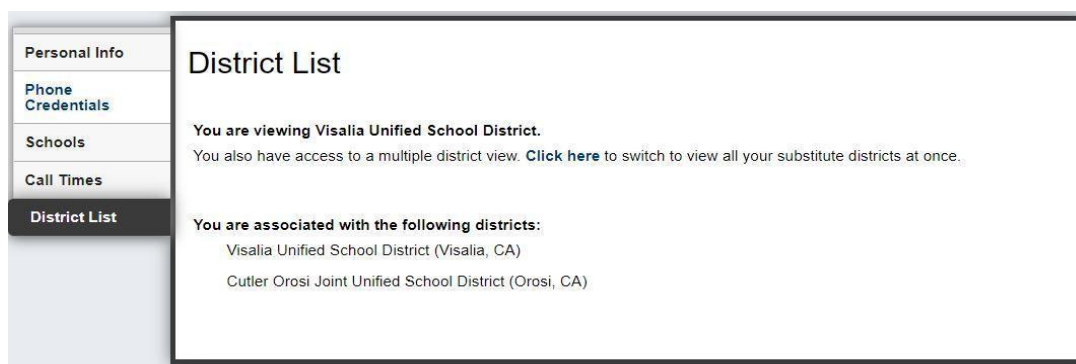 Personal Info
Phone
Credentials
Schools
Call Times
District List
District List
You are viewing Visalia Unified School District.
You also have access to a multiple district view. Click here to switch to view all your substitute districts at once.
You are associated with the following districts:
Visalia Unified School District (Visalia, CA)
Cutler Orosi Joint Unified School District (Orosi, CA)